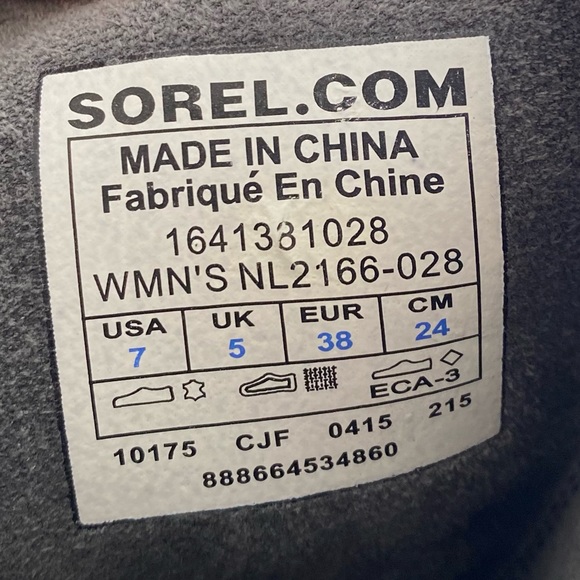 SOREL.COM
MADE IN CHINA
Fabriqué En Chine
1641381028
WMN'S NL2166-028
USA UK EUR CM
7 5 38 24
ECA-3
10175 CJF 0415 215
888664534860